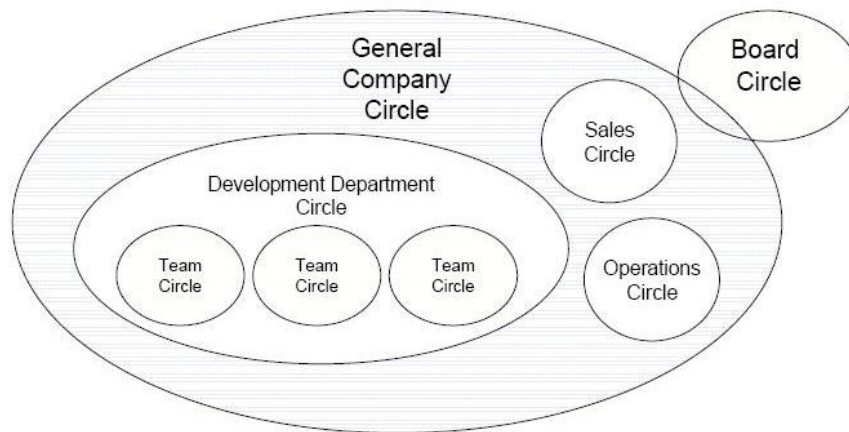 General
Company
Circle
Board
Circle
Sales
Circle
Development Department
Circle
Team
Circle
Team
Circle
Team
Circle
Operations
Circle